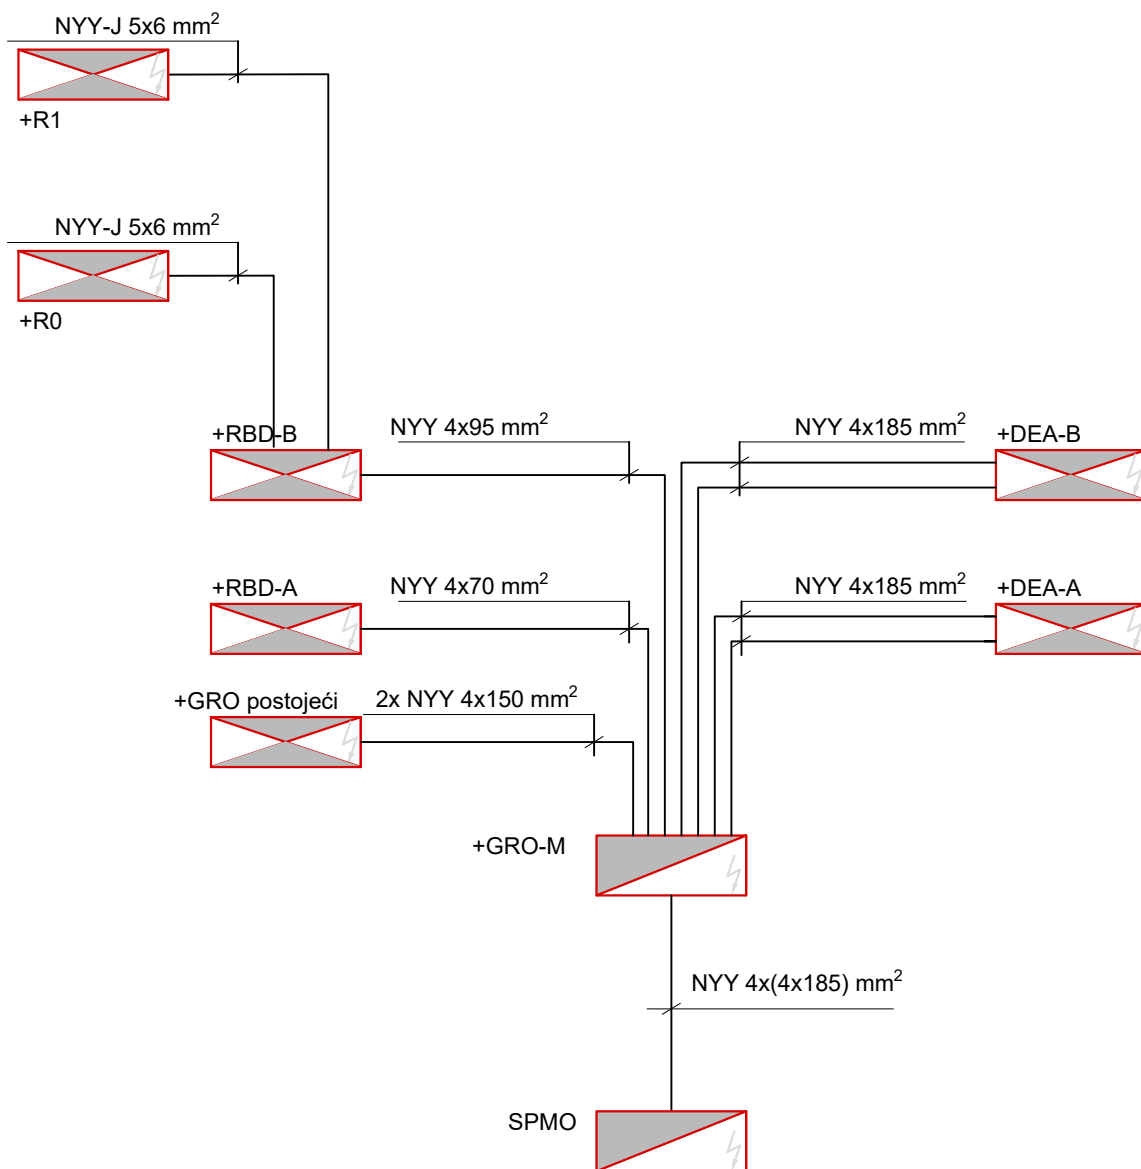 NYY-J 5x6 mm²
+R1
NYY-J 5x6 mm²
+R0
+RBD-B
NYY 4x95 mm²
NYY 4x185 mm²
+DEA-B
+RBD-A
NYY 4x70 mm²
NYY 4x185 mm²
+DEA-A
+GRO postojeći
2x NYY 4x150 mm²
+GRO-M
NYY 4x(4x185) mm²
SPMO